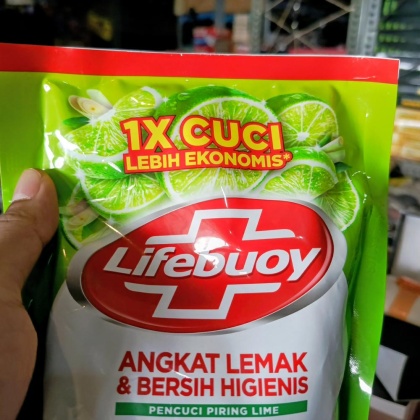 1X CUCI
LEBIH EKONOMIS*
Lifebuoy
ANGKAT LEMAK
& BERSIH HIGIENIS
PENCUCI PIRING LIME